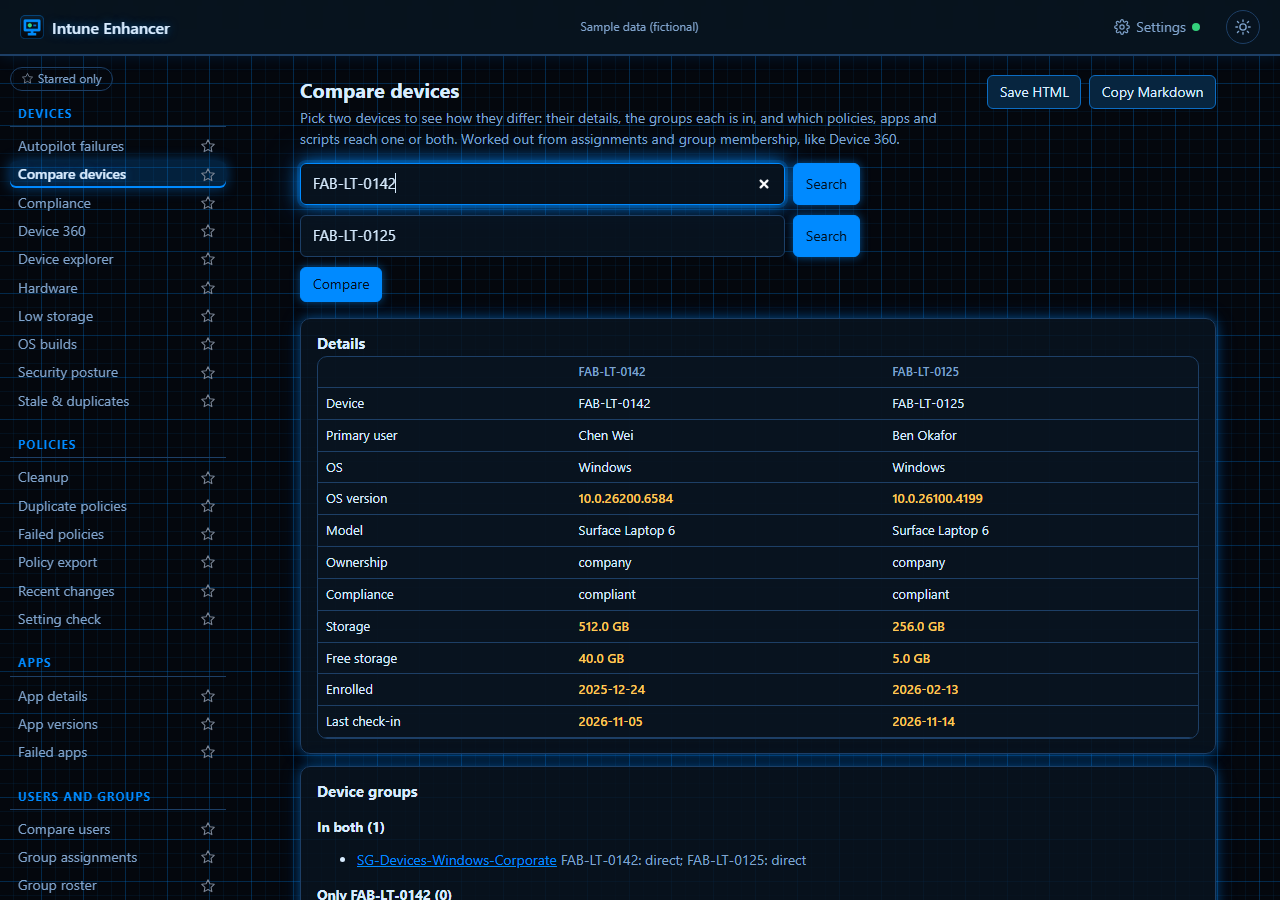 Intune Enhancer
Sample data (fictional)
Settings
Starred only
DEVICES
Autopilot failures
Compare devices
Compliance
Device 360
Device explorer
Hardware
Low storage
OS builds
Security posture
Stale & duplicates
POLICIES
Cleanup
Duplicate policies
Failed policies
Policy export
Recent changes
Setting check
APPS
App details
App versions
Failed apps
USERS AND GROUPS
Compare users
Group assignments
Group roster
Compare devices
Save HTML
Copy Markdown
Pick two devices to see how they differ: their details, the groups each is in, and which policies, apps and
scripts reach one or both. Worked out from assignments and group membership, like Device 360.
FAB-LT-0142
Search
FAB-LT-0125
Search
Compare
Details
FAB-LT-0142 FAB-LT-0125
Device FAB-LT-0142 FAB-LT-0125
Primary user Chen Wei Ben Okafor
OS Windows Windows
OS version 10.0.26200.6584 10.0.26100.4199
Model Surface Laptop 6 Surface Laptop 6
Ownership company company
Compliance compliant compliant
Storage 512.0 GB 256.0 GB
Free storage 40.0 GB 5.0 GB
Enrolled 2025-12-24 2026-02-13
Last check-in 2026-11-05 2026-11-14
Device groups
In both (1)
SG-Devices-Windows-Corporate FAB-LT-0142: direct; FAB-LT-0125: direct
Only FAB-LT-0142 (0)